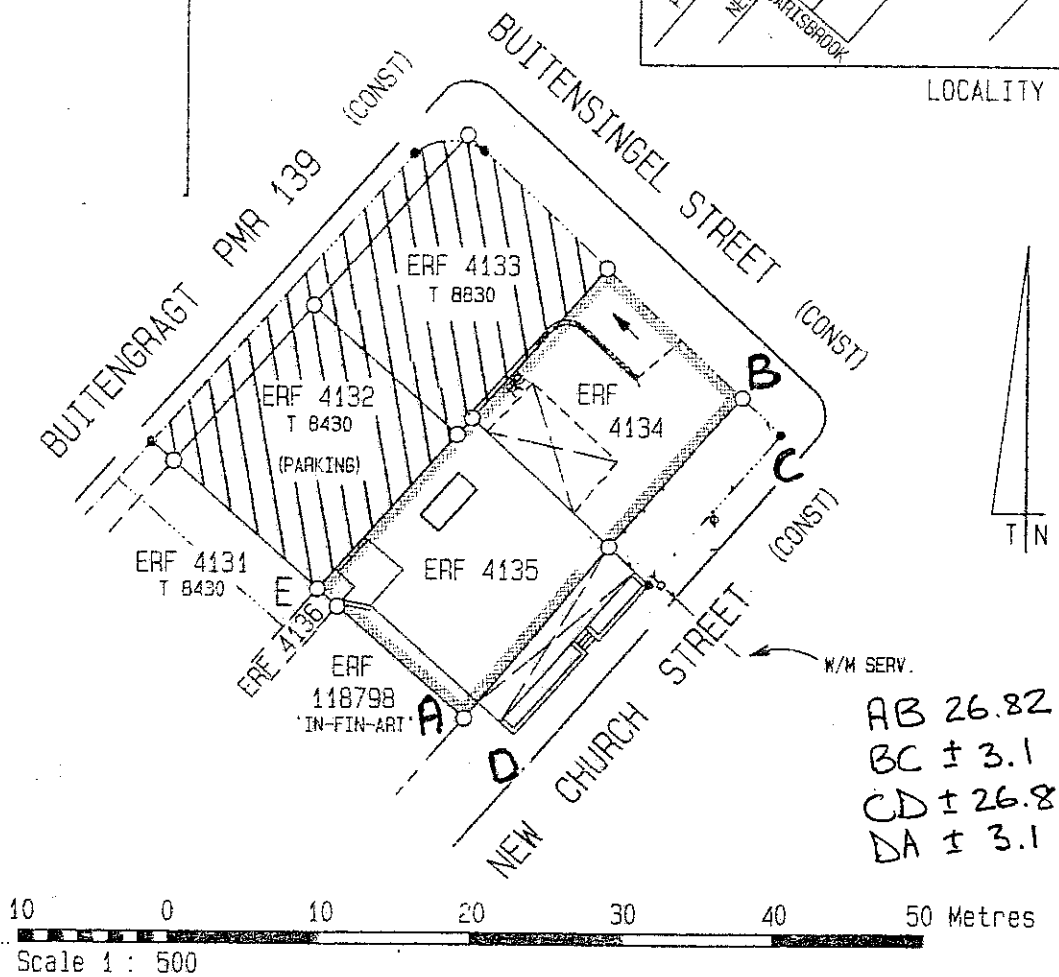 ARISBROOK
LOCALITY
BUITENGRAGT PMR 139 (CONST)
BUITENSINGEL STREET (CONST)
ERF 4133
T 8830
ERF 4132
T 8430
(PARKING)
ERF
4134
B
C
ERF 4131
T 8430
ERF 4135
E
ERF 4136
ERF
118798
'IN-FIN-ART'
A
D
NEW CHURCH STREET (CONST)
T N
W/M SERV.
AB 26.82
BC ± 3.1
CD ± 26.8
DA ± 3.1
10 0 10 20 30 40 50 Metres
Scale 1 : 500